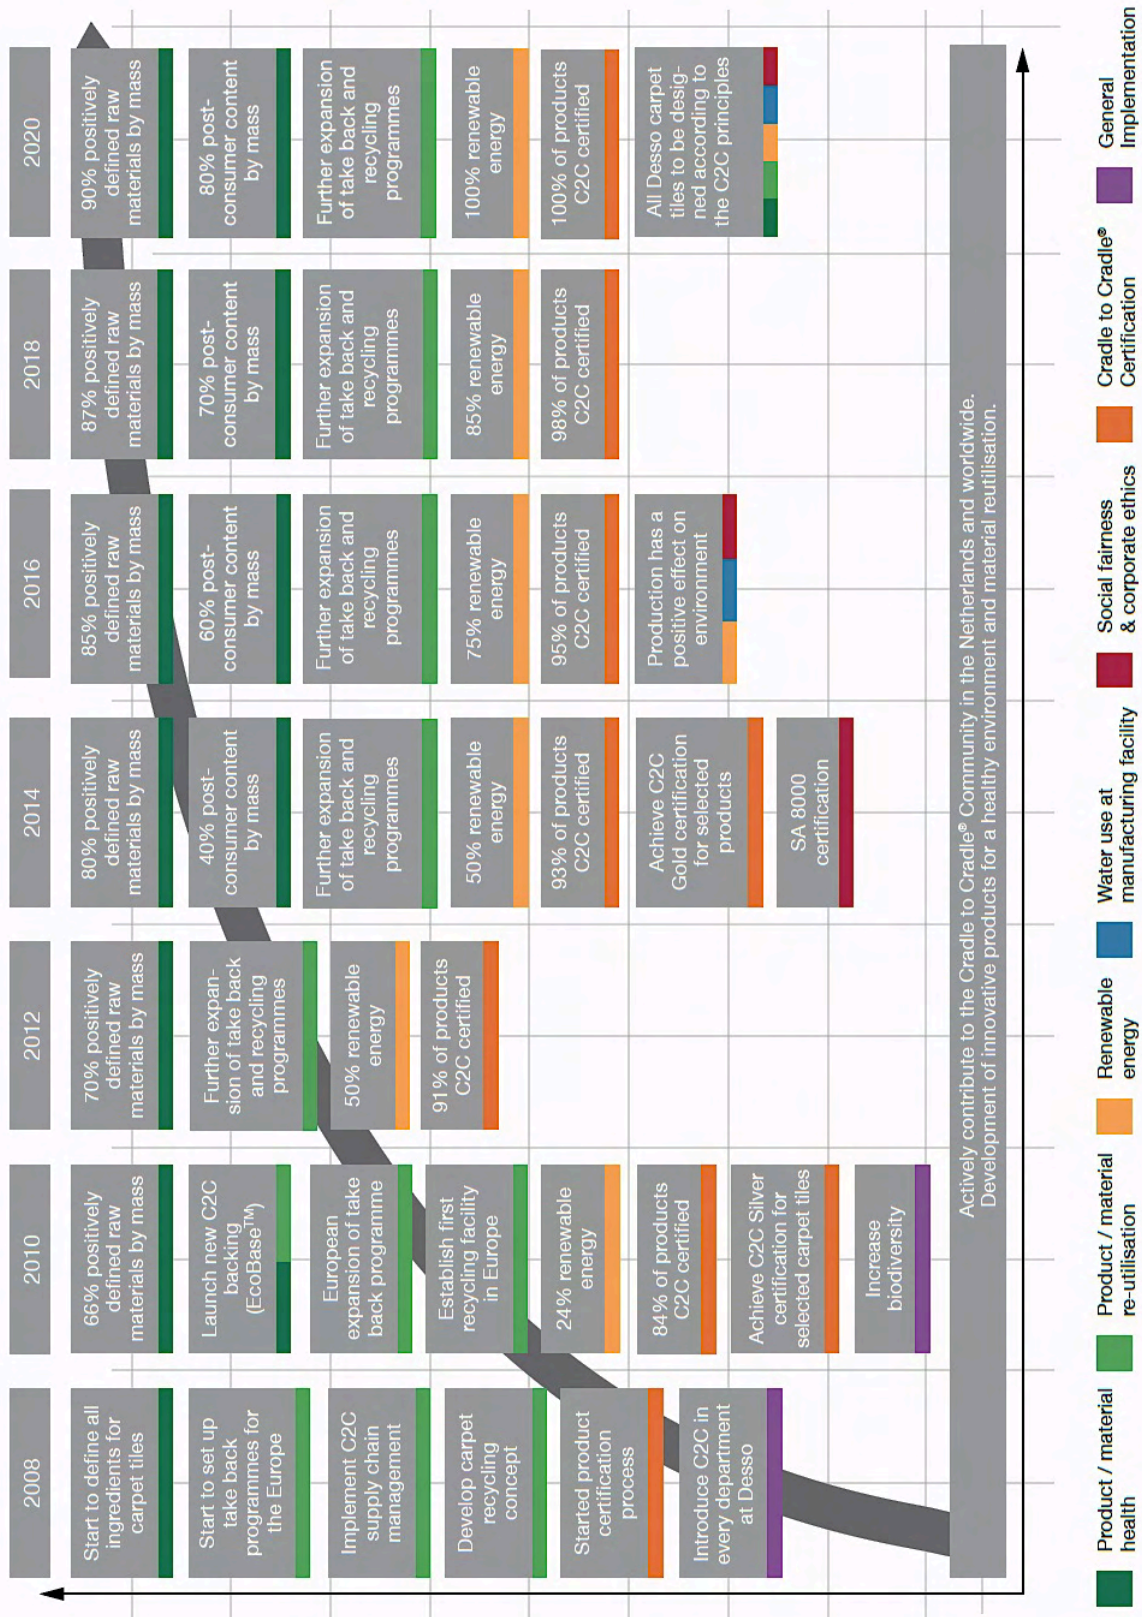 2008
Start to define all
ingredients for
carpet tiles
Start to set up
take back
programmes for
the Europe
Implement C2C
supply chain
management
Develop carpet
recycling
concept
Started product
certification
process
Introduce C2C in
every department
at Desso
2010
66% positively
defined raw
materials by mass
Launch new C2C
backing
(EcoBase™)
European
expansion of take
back programme
Establish first
recycling facility
in Europe
24% renewable
energy
84% of products
C2C certified
Achieve C2C Silver
certification for
selected carpet tiles
Increase
biodiversity
2012
70% positively
defined raw
materials by mass
Further expan-
sion of take back
and recycling
programmes
50% renewable
energy
91% of products
C2C certified
2014
80% positively
defined raw
materials by mass
40% post-
consumer content
by mass
Further expansion
of take back and
recycling
programmes
50% renewable
energy
93% of products
C2C certified
Achieve C2C
Gold certification
for selected
products
SA 8000
certification
2016
85% positively
defined raw
materials by mass
60% post-
consumer content
by mass
Further expansion
of take back and
recycling
programmes
75% renewable
energy
95% of products
C2C certified
Production has a
positive effect on
environment
2018
87% positively
defined raw
materials by mass
70% post-
consumer content
by mass
Further expansion
of take back and
recycling
programmes
85% renewable
energy
98% of products
C2C certified
2020
90% positively
defined raw
materials by mass
80% post-
consumer content
by mass
Further expansion
of take back and
recycling
programmes
100% renewable
energy
100% of products
C2C certified
All Desso carpet
tiles to be desig-
ned according to
the C2C principles
Actively contribute to the Cradle to Cradle® Community in the Netherlands and worldwide.
Development of innovative products for a healthy environment and material reutilisation.
Product / material
health
Product / material
re-utilisation
Renewable
energy
Water use at
manufacturing facility
Social fairness
& corporate ethics
Cradle to Cradle®
Certification
General
Implementation